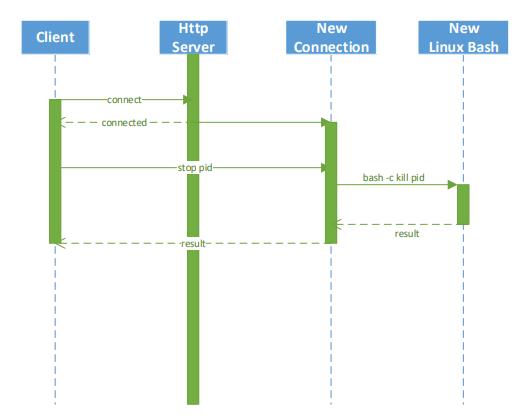 Client
Http
Server
New
Connection
New
Linux Bash
connect
connected
stop pid
bash -c kill pid
result
result